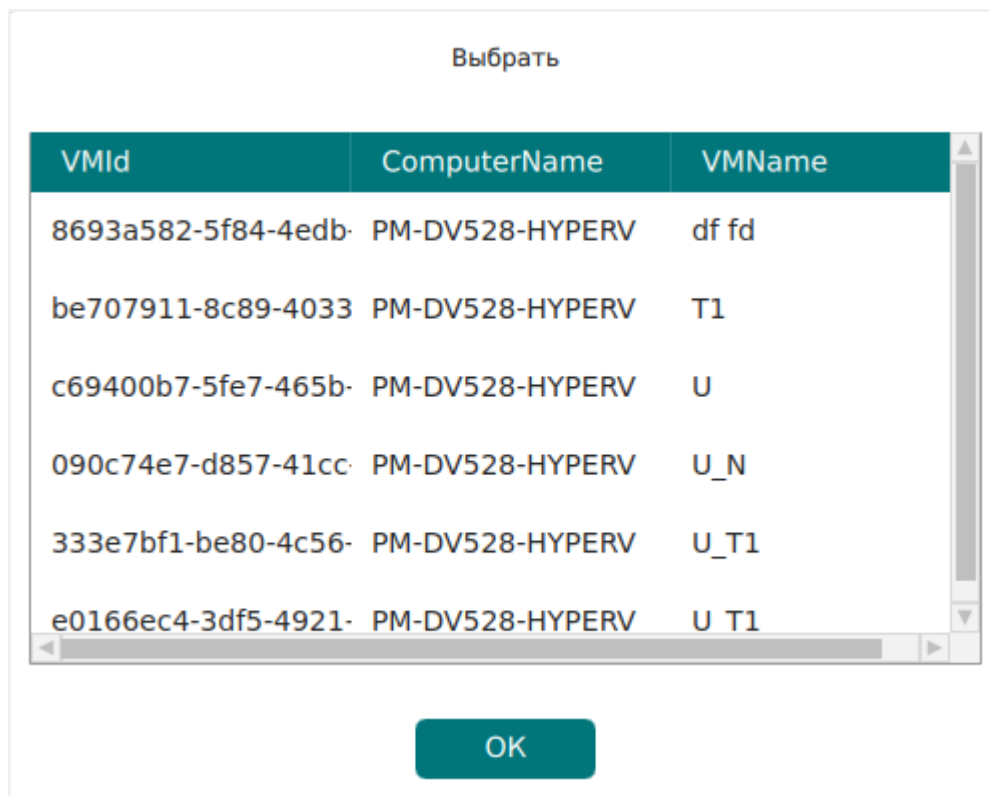 Выбрать
VMId ComputerName VMName
8693a582-5f84-4edb- PM-DV528-HYPERV df fd
be707911-8c89-4033 PM-DV528-HYPERV T1
c69400b7-5fe7-465b- PM-DV528-HYPERV U
090c74e7-d857-41cc- PM-DV528-HYPERV U_N
333e7bf1-be80-4c56- PM-DV528-HYPERV U_T1
e0166ec4-3df5-4921- PM-DV528-HYPERV U T1
OK